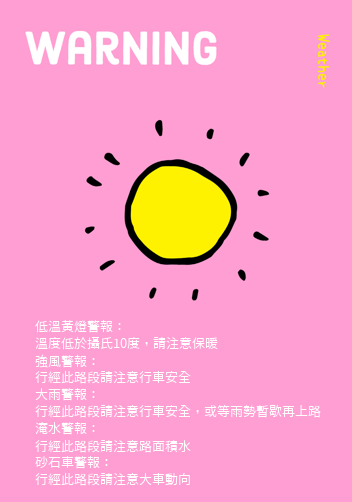 WARNING
Weather
低溫黃燈警報：
溫度低於攝氏10度，請注意保暖
強風警報：
行經此路段請注意行車安全
大雨警報：
行經此路段請注意行車安全，或等雨勢暫歇再上路
淹水警報：
行經此路段請注意路面積水
砂石車警報：
行經此路段請注意大車動向